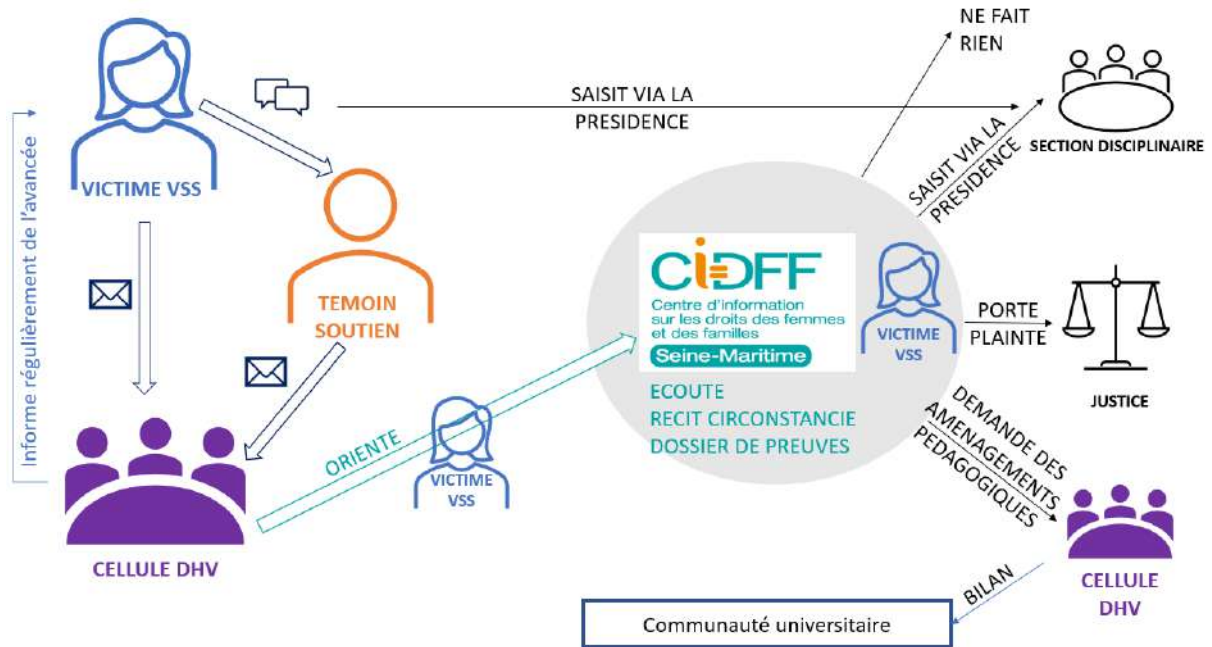 NE FAIT
RIEN
SAISIT VIA LA
PRESIDENCE
SECTION DISCIPLINAIRE
SAISIT VIA LA
PRESIDENCE
Informe régulièrement de l'avancée
VICTIME VSS
TEMOIN
SOUTIEN
CiDFF
Centre d'information
sur les droits des femmes
et des familles
Seine-Maritime
ECOUTE
RECIT CIRCONSTANCIE
DOSSIER DE PREUVES
VICTIME
VSS
PORTE
PLAINTE
JUSTICE
ORIENTE
VICTIME
VSS
DEMANDE DES
AMENAGEMENTS
PEDAGOGIQUES
CELLULE DHV
CELLULE
DHV
BILAN
Communauté universitaire